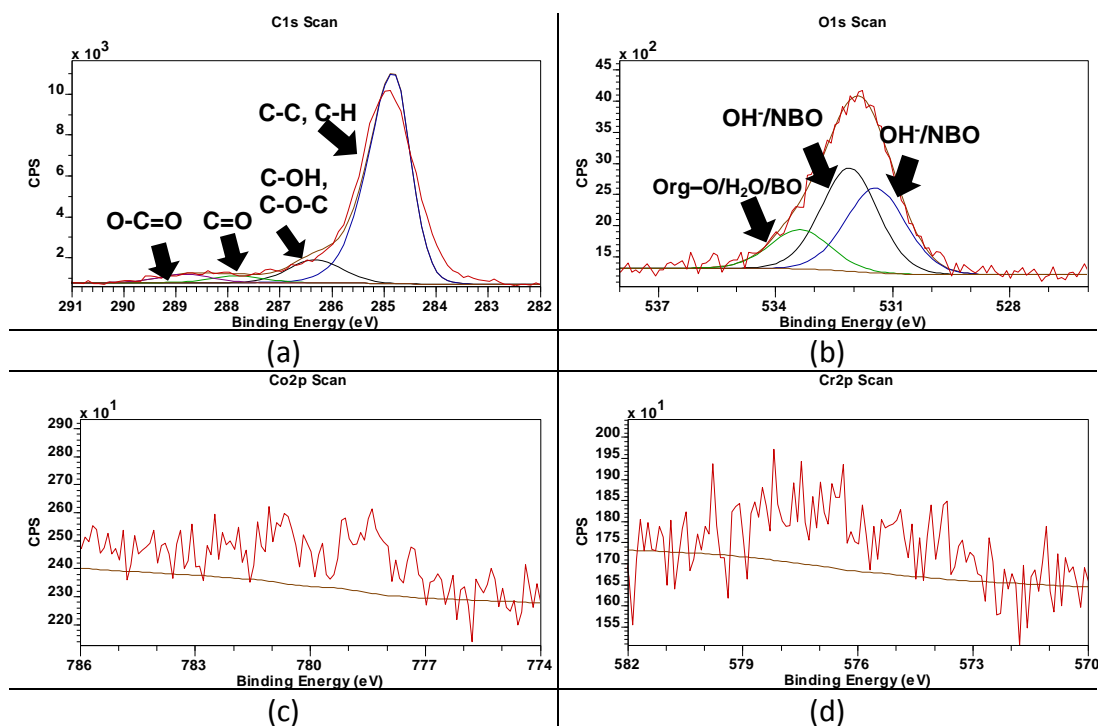 C1s Scan
x 10³
CPS
10
8
6
4
2
C-C, C-H
C-OH,
C-O-C
O-C=O
C=O
291 290 289 288 287 286 285 284 283 282
Binding Energy (eV)
(a)
O1s Scan
x 10²
CPS
45
40
35
30
25
20
15
OH⁻/NBO
OH⁻/NBO
Org–O/H₂O/BO
537 534 531 528
Binding Energy (eV)
(b)
Co2p Scan
x 10¹
CPS
290
280
270
260
250
240
230
220
786 783 780 777 774
Binding Energy (eV)
(c)
Cr2p Scan
x 10¹
CPS
200
195
190
185
180
175
170
165
160
155
582 579 576 573 570
Binding Energy (eV)
(d)